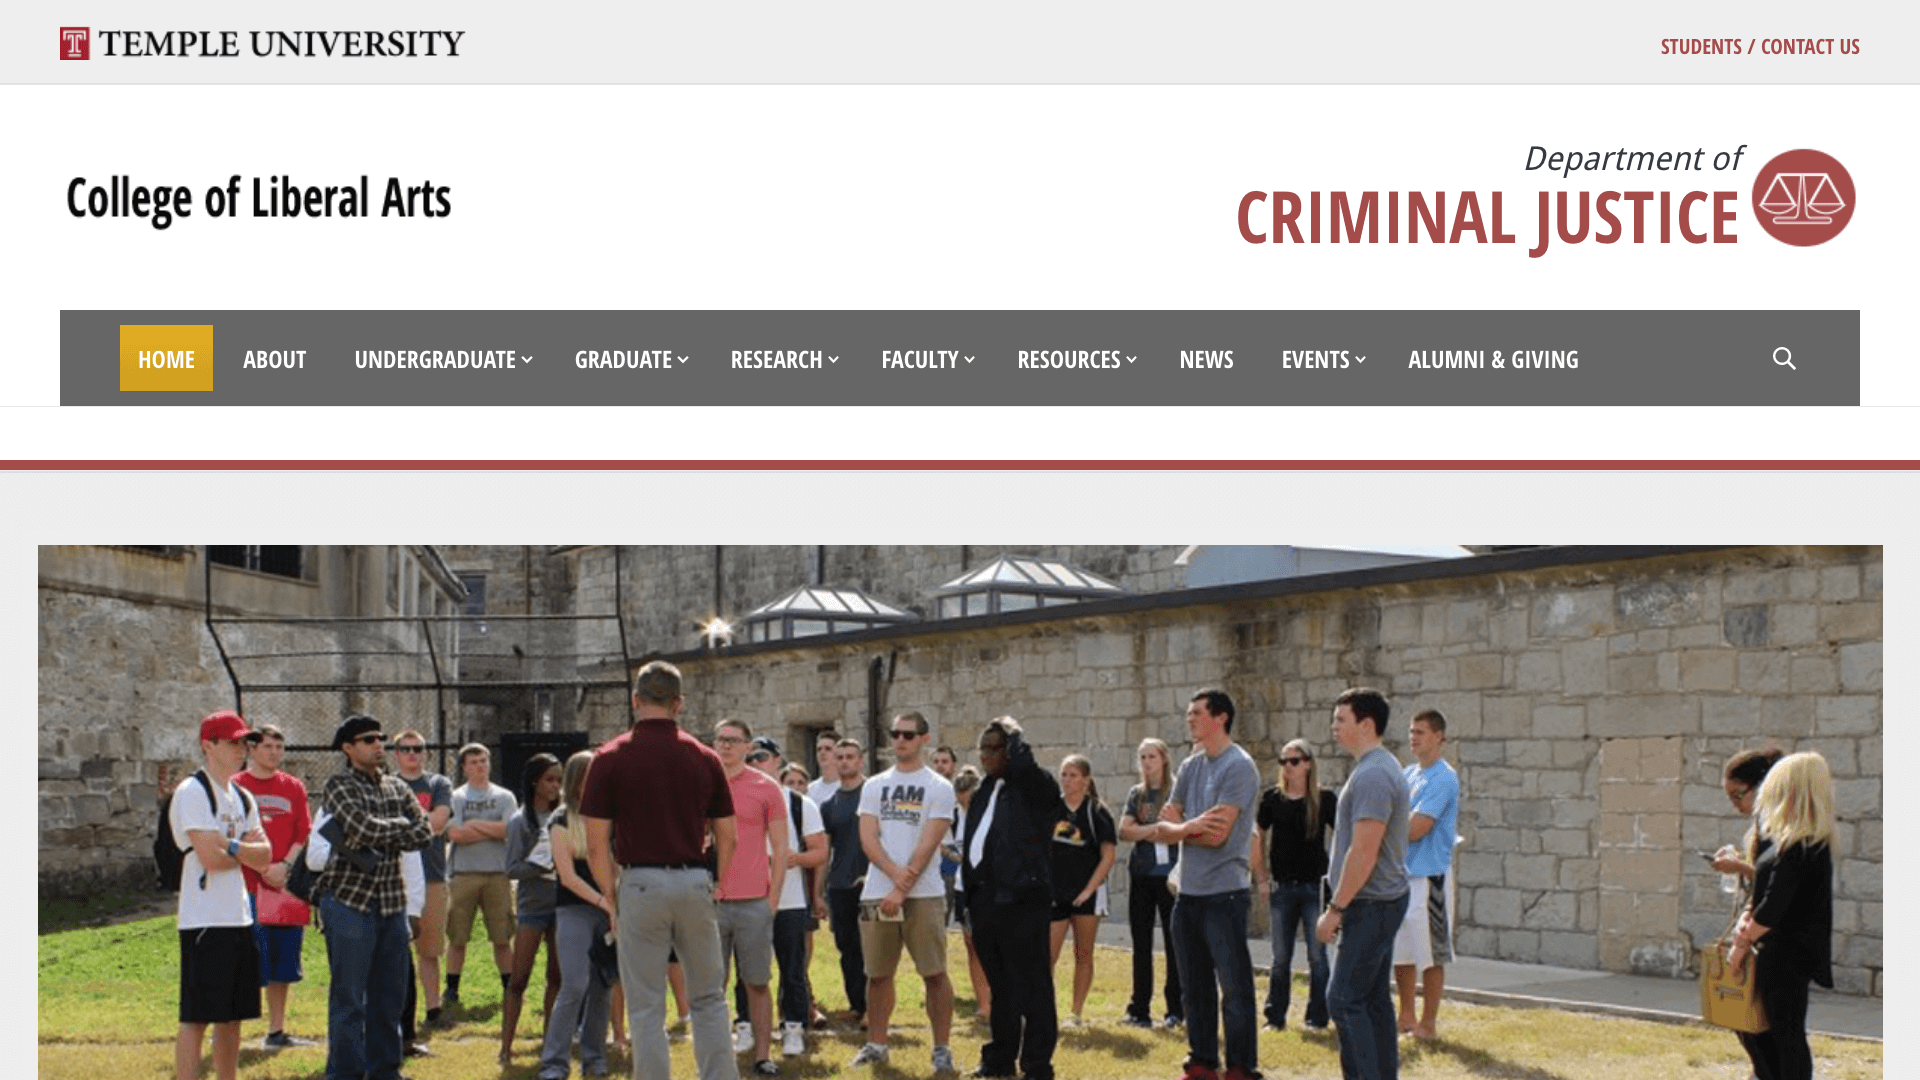 TEMPLE UNIVERSITY
STUDENTS / CONTACT US
College of Liberal Arts
Department of
CRIMINAL JUSTICE
HOME ABOUT UNDERGRADUATE GRADUATE RESEARCH FACULTY RESOURCES NEWS EVENTS ALUMNI & GIVING
TEMPLE
I AM